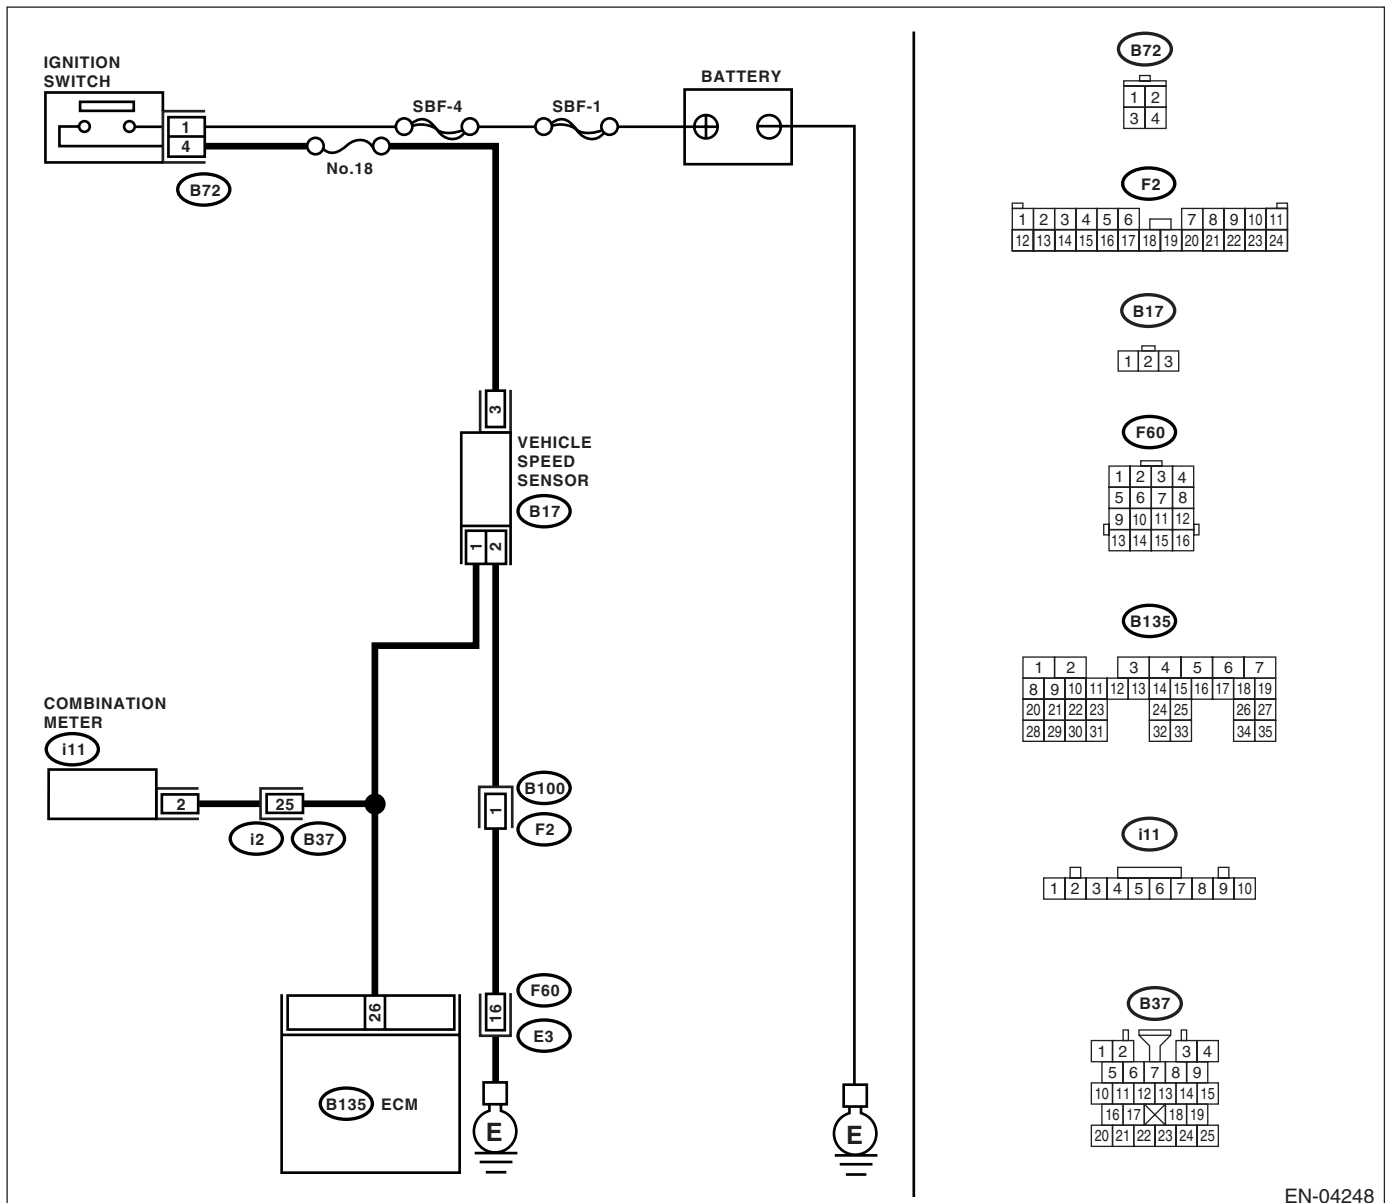 IGNITION
SWITCH
BATTERY
SBF-4
SBF-1
1
4
No.18
B72
3
VEHICLE
SPEED
SENSOR
B17
1 2
COMBINATION
METER
i11
2
25
i2
B37
1
B100
F2
26
16
F60
E3
B135 ECM
E
E
B72
1 2
3 4
F2
1 2 3 4 5 6 7 8 9 10 11
12 13 14 15 16 17 18 19 20 21 22 23 24
B17
1 2 3
F60
1 2 3 4
5 6 7 8
9 10 11 12
13 14 15 16
B135
1 2 3 4 5 6 7
8 9 10 11 12 13 14 15 16 17 18 19
20 21 22 23 24 25 26 27
28 29 30 31 32 33 34 35
i11
1 2 3 4 5 6 7 8 9 10
B37
1 2 3 4
5 6 7 8 9
10 11 12 13 14 15
16 17 18 19
20 21 22 23 24 25
EN-04248